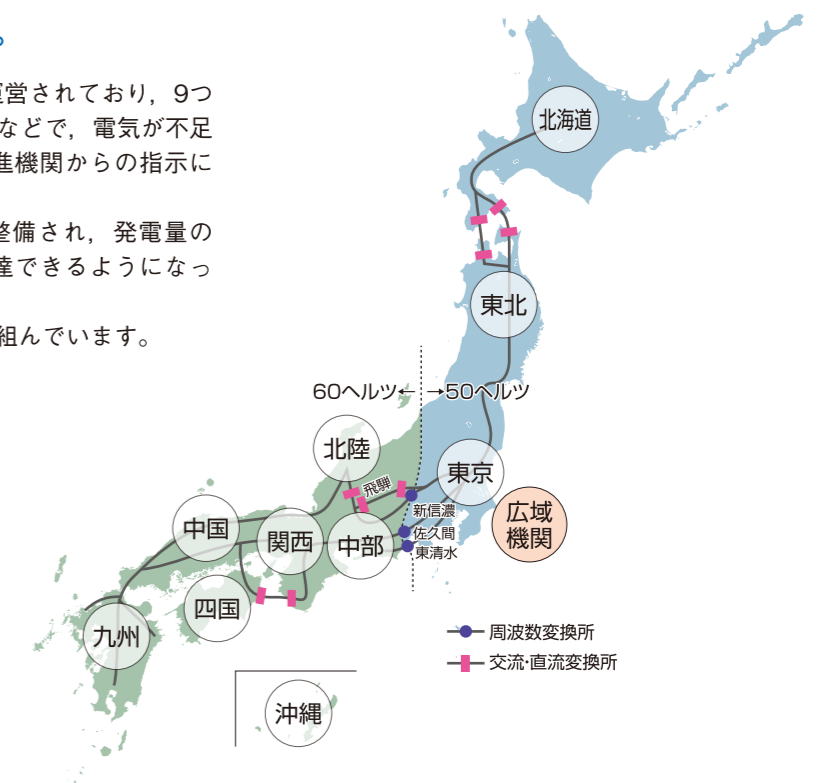 。
営されており，9つ
などで，電気が不足
進機関からの指示に
整備され，発電量の
達できるようになっ
組んでいます。
北海道
東北
60ヘルツ←
→50ヘルツ
北陸
東京
飛騨
新信濃
広域
機関
中国
関西
中部
佐久間
東清水
四国
九州
周波数変換所
交流・直流変換所
沖縄